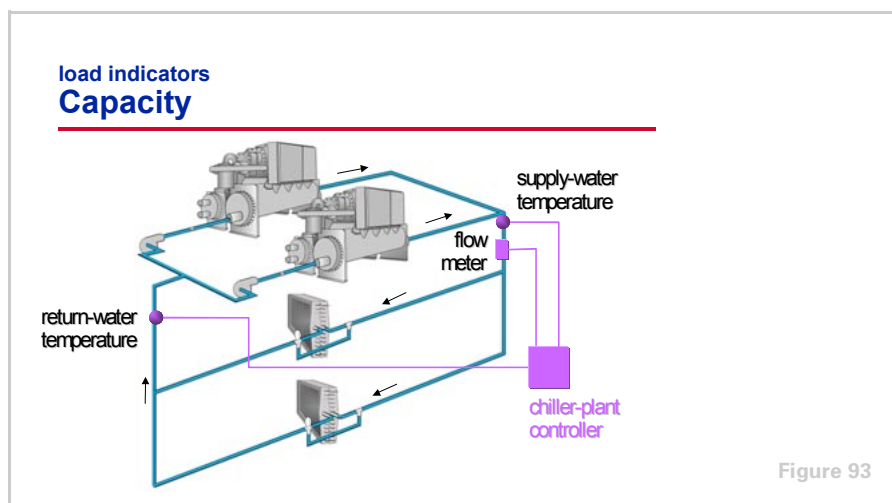 load indicators
Capacity
supply-water
temperature
flow
meter
return-water
temperature
chiller-plant
controller
Figure 93